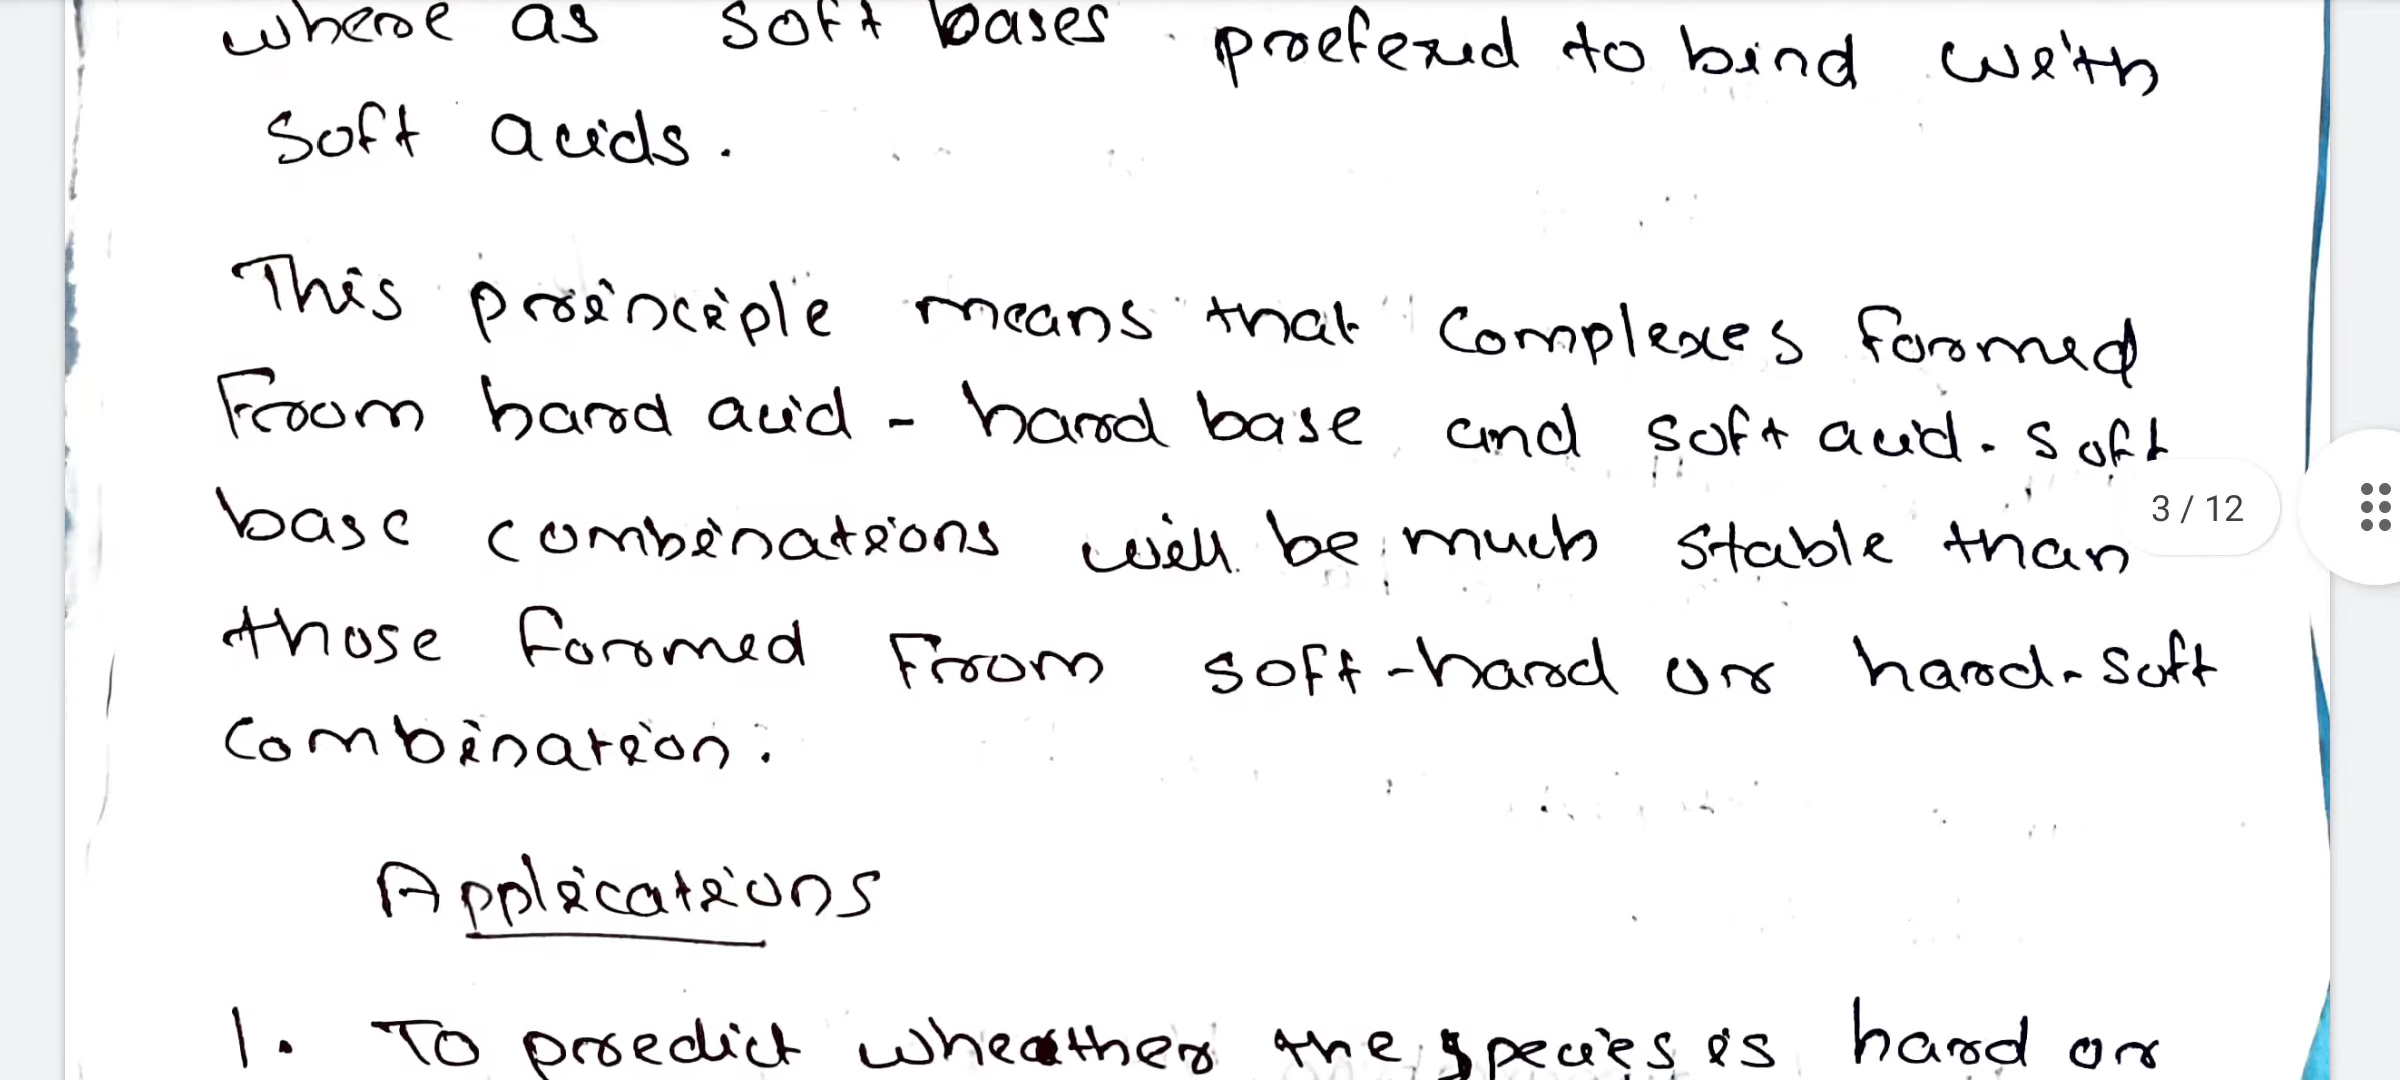 where as soft bases prefered to bind with
soft acids.
This principle means that complexes formed
From hard acid - hard base and soft acid - soft
base combinations will be much stable than
3 / 12
those formed From soft-hard or hard-soft
combination.
Applications
1. To predict wheather the species is hard or